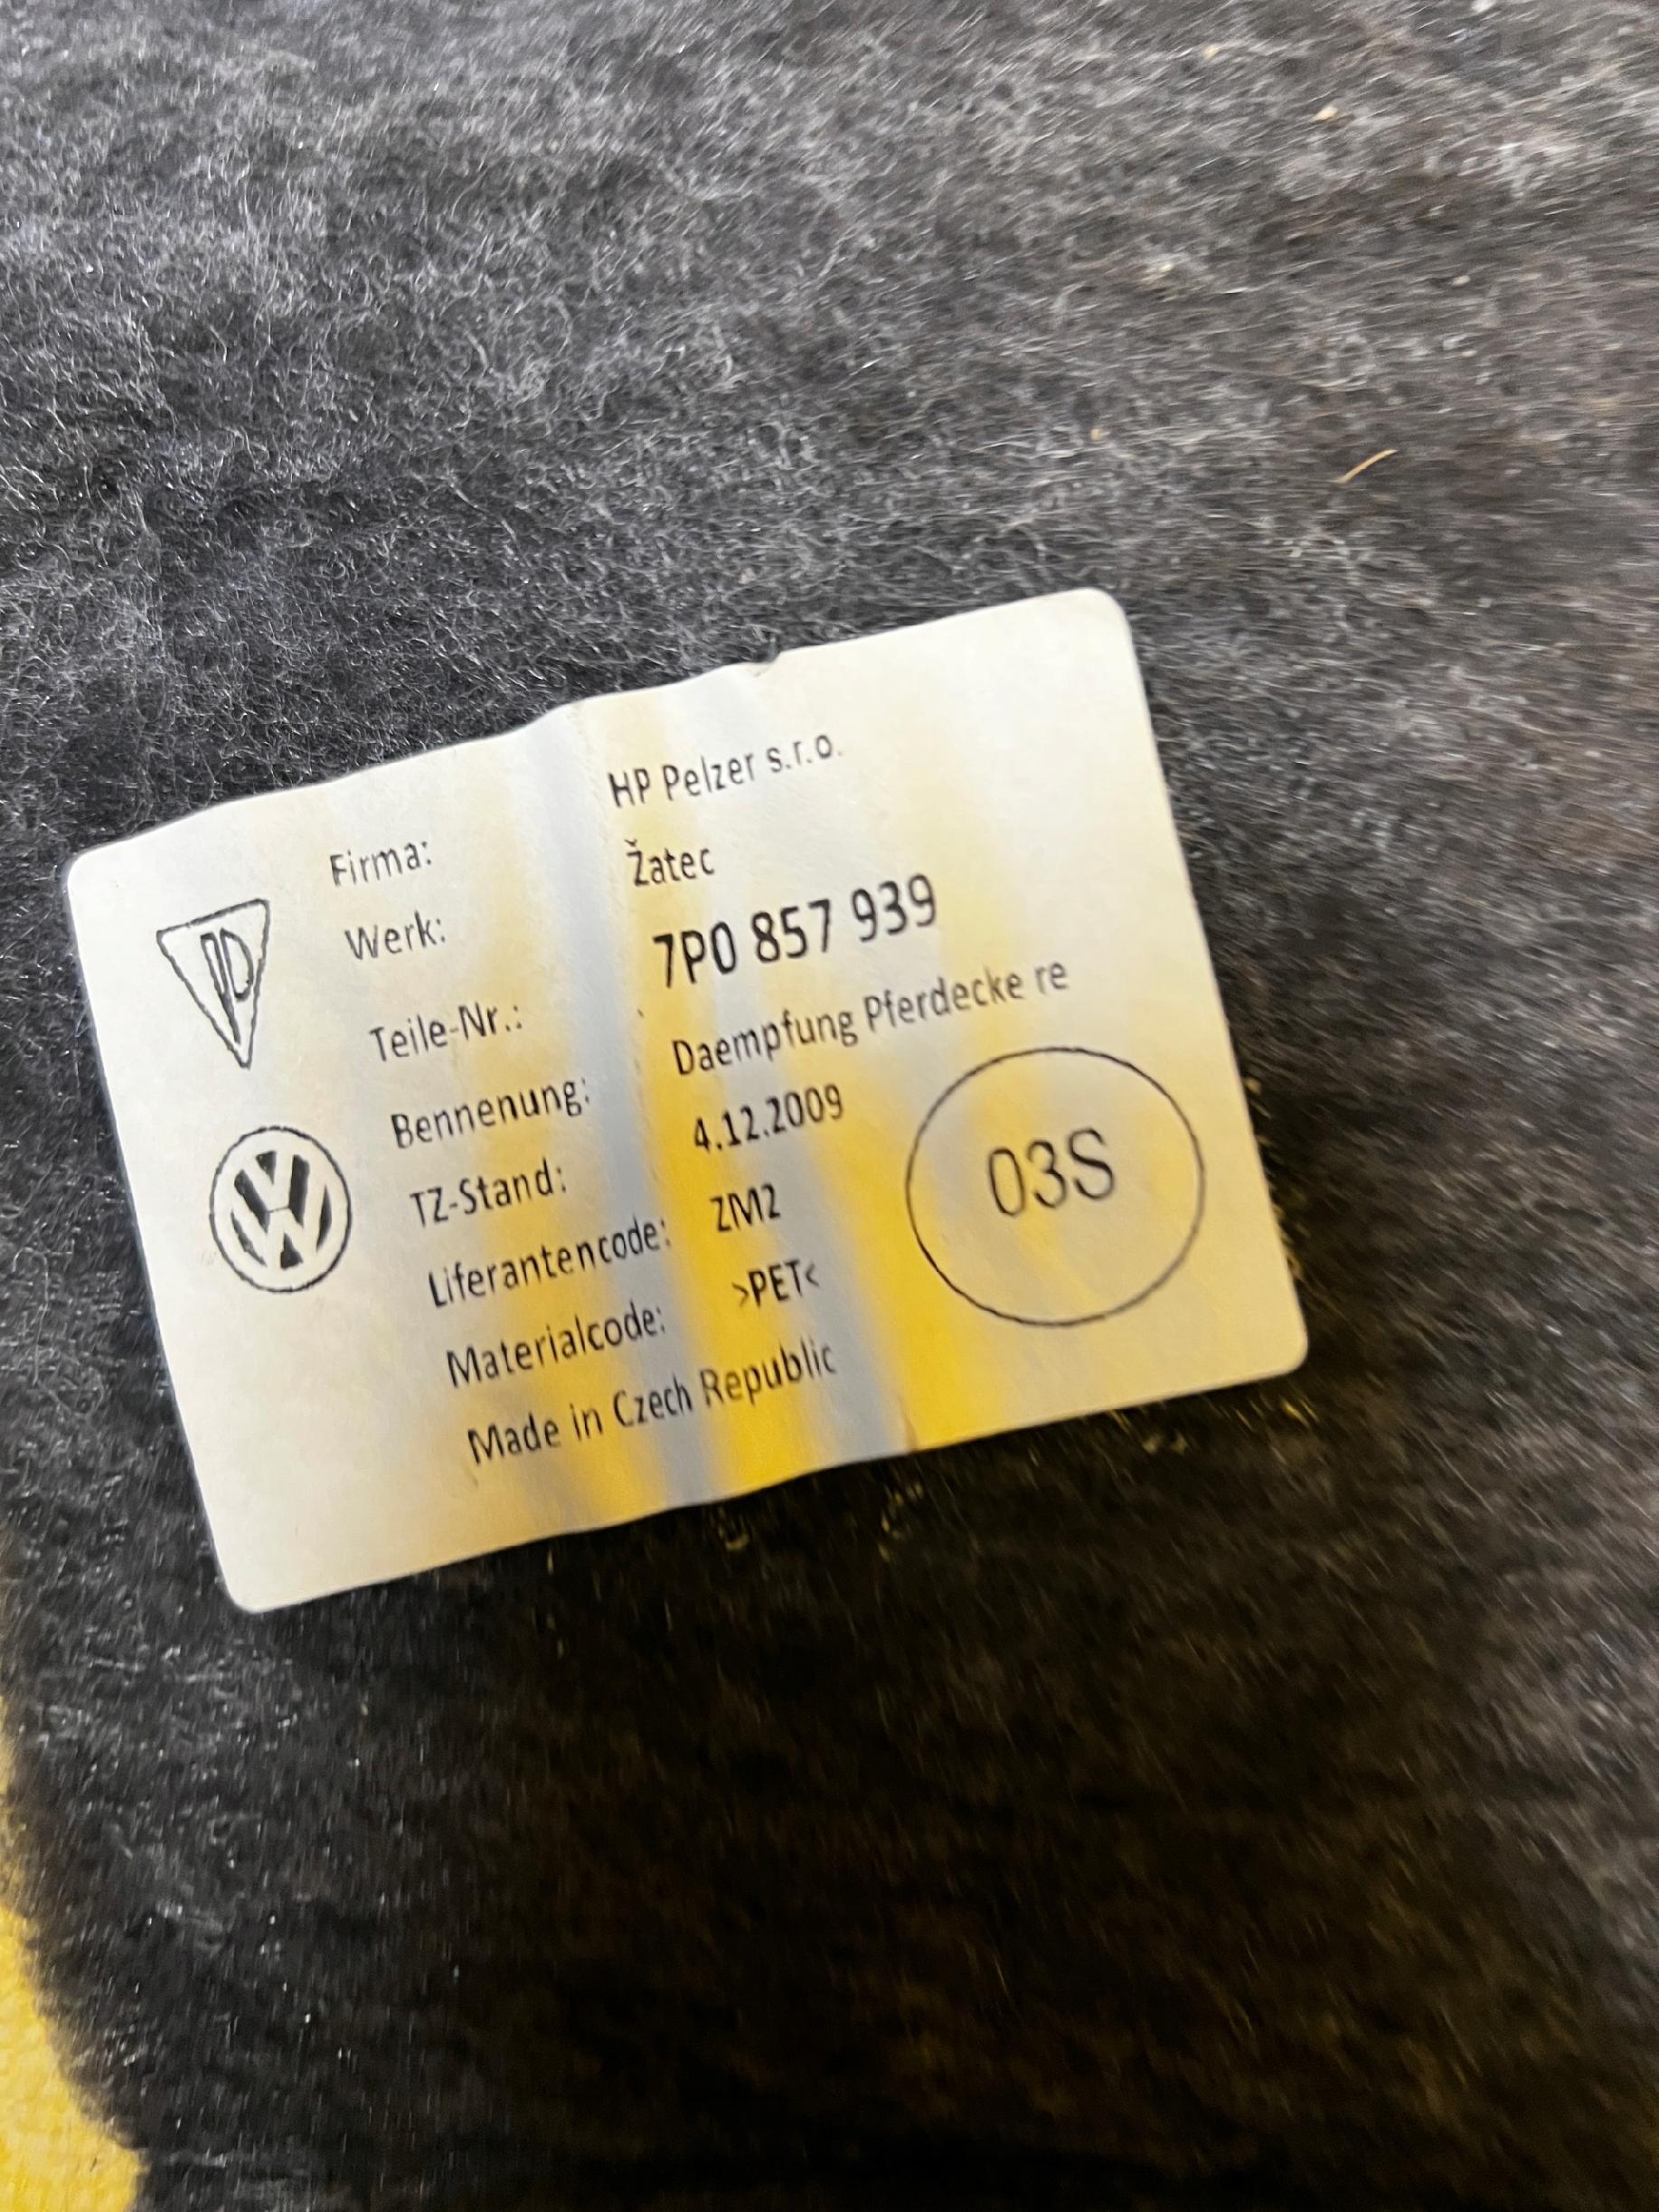 Firma: HP Pelzer s.r.o.
Werk: Žatec
Teile-Nr.: 7P0 857 939
Bennenung: Daempfung Pferdecke re
TZ-Stand: 4.12.2009
Liferantencode: ZM2
Materialcode: >PET<
Made in Czech Republic
03S